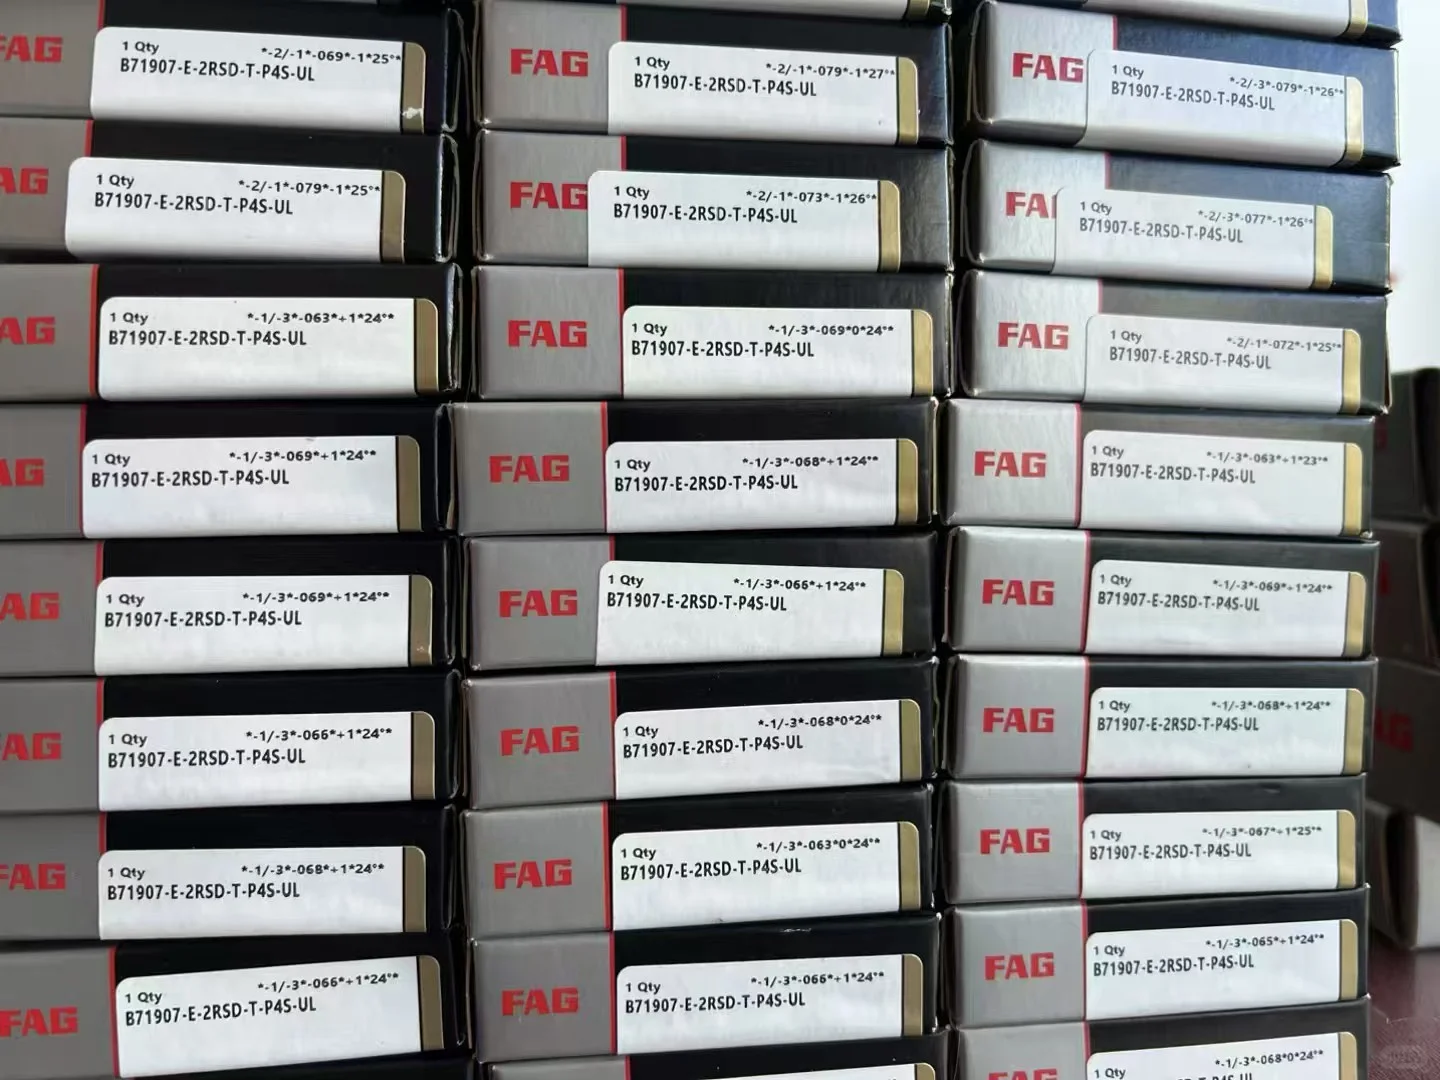 FAG
1 Qty *-2/-1*-069*-1*25°*
B71907-E-2RSD-T-P4S-UL
AG
1 Qty *-2/-1*-079*-1*25°*
B71907-E-2RSD-T-P4S-UL
AG
1 Qty *-1/-3*-063*+1*24°*
B71907-E-2RSD-T-P4S-UL
AG
1 Qty *-1/-3*-069*+1*24°*
B71907-E-2RSD-T-P4S-UL
AG
1 Qty *-1/-3*-069*+1*24°*
B71907-E-2RSD-T-P4S-UL
FAG
1 Qty *-1/-3*-066*+1*24°*
B71907-E-2RSD-T-P4S-UL
FAG
1 Qty *-1/-3*-068*+1*24°*
B71907-E-2RSD-T-P4S-UL
FAG
1 Qty *-1/-3*-066*+1*24°*
B71907-E-2RSD-T-P4S-UL
FAG
1 Qty *-2/-1*-079*-1*27°*
B71907-E-2RSD-T-P4S-UL
FAG
1 Qty *-2/-1*-073*-1*26°*
B71907-E-2RSD-T-P4S-UL
FAG
1 Qty *-1/-3*-069*0*24°*
B71907-E-2RSD-T-P4S-UL
FAG
1 Qty *-1/-3*-068*+1*24°*
B71907-E-2RSD-T-P4S-UL
FAG
1 Qty *-1/-3*-066*+1*24°*
B71907-E-2RSD-T-P4S-UL
FAG
1 Qty *-1/-3*-068*0*24°*
B71907-E-2RSD-T-P4S-UL
FAG
1 Qty *-1/-3*-063*0*24°*
B71907-E-2RSD-T-P4S-UL
FAG
1 Qty *-1/-3*-066*+1*24°*
B71907-E-2RSD-T-P4S-UL
FAG
1 Qty
FAG
1 Qty *-2/-3*-079*-1*26°*
B71907-E-2RSD-T-P4S-UL
FA
1 Qty *-2/-3*-077*-1*26°*
B71907-E-2RSD-T-P4S-UL
FAG
1 Qty *-2/-1*-072*-1*25°*
B71907-E-2RSD-T-P4S-UL
FAG
1 Qty *-1/-3*-063*+1*23°*
B71907-E-2RSD-T-P4S-UL
FAG
1 Qty *-1/-3*-069*+1*24°*
B71907-E-2RSD-T-P4S-UL
FAG
1 Qty *-1/-3*-068*+1*24°*
B71907-E-2RSD-T-P4S-UL
FAG
1 Qty *-1/-3*-067*+1*25°*
B71907-E-2RSD-T-P4S-UL
FAG
1 Qty *-1/-3*-065*+1*24°*
B71907-E-2RSD-T-P4S-UL
FAG
1 Qty *-1/-3*-068*0*24°*